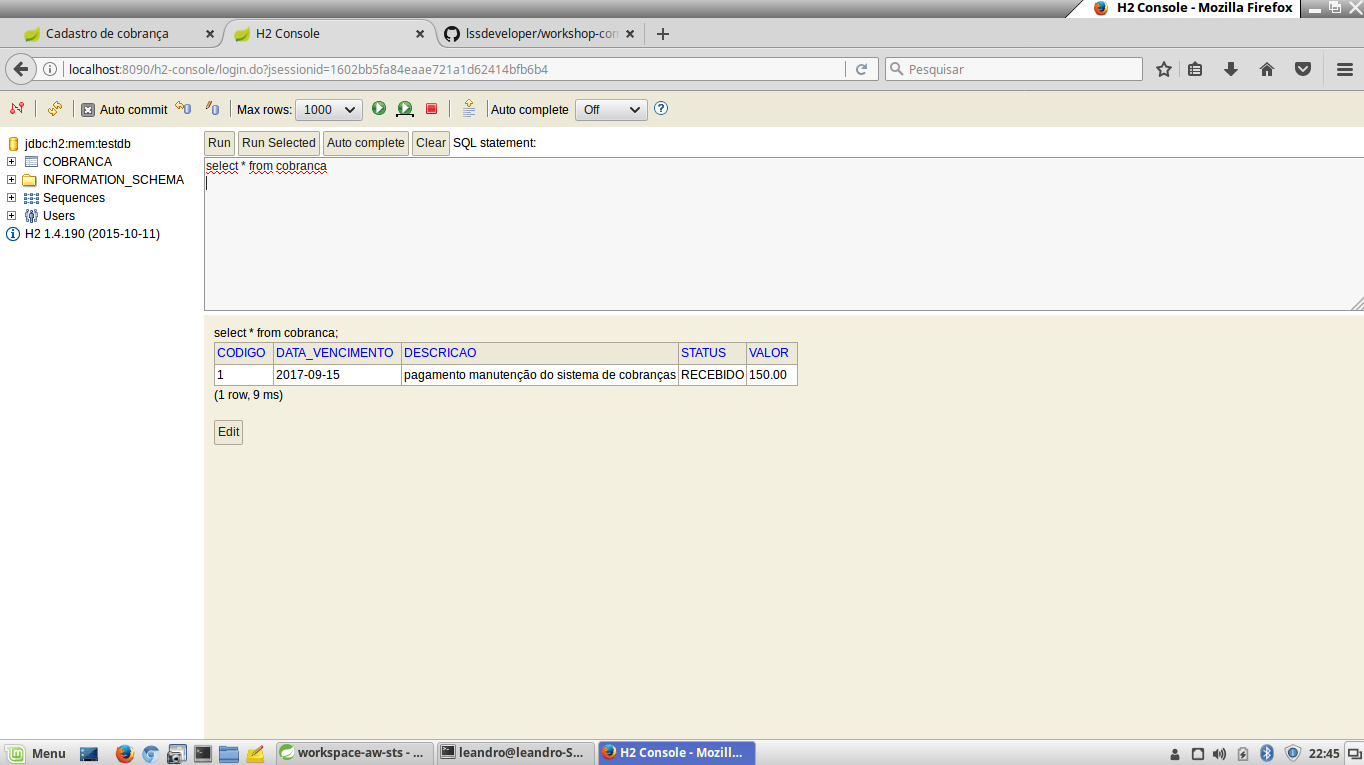 H2 Console - Mozilla Firefox
Cadastro de cobrança
H2 Console
lssdeveloper/workshop-con
localhost:8090/h2-console/login.do?jsessionid=1602bb5fa84eaae721a1d62414bfb6b4
Pesquisar
Auto commit
Max rows:
1000
Auto complete
Off
jdbc:h2:mem:testdb
COBRANCA
INFORMATION_SCHEMA
Sequences
Users
H2 1.4.190 (2015-10-11)
Run
Run Selected
Auto complete
Clear
SQL statement:
select * from cobranca
select * from cobranca;
CODIGO DATA_VENCIMENTO DESCRICAO STATUS VALOR
1 2017-09-15 pagamento manutenção do sistema de cobranças RECEBIDO 150.00
(1 row, 9 ms)
Edit
Menu
workspace-aw-sts - ...
leandro@leandro-S...
H2 Console - Mozill...
22:45